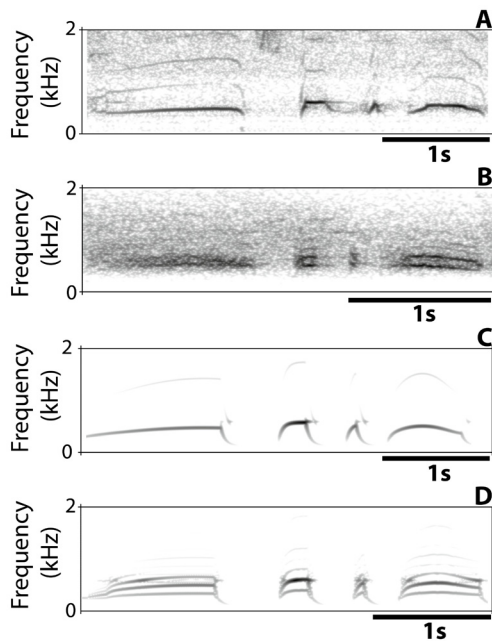 A
2
Frequency
(kHz)
0
1s
B
2
Frequency
(kHz)
0
1s
C
2
Frequency
(kHz)
0
1s
D
2
Frequency
(kHz)
0
1s